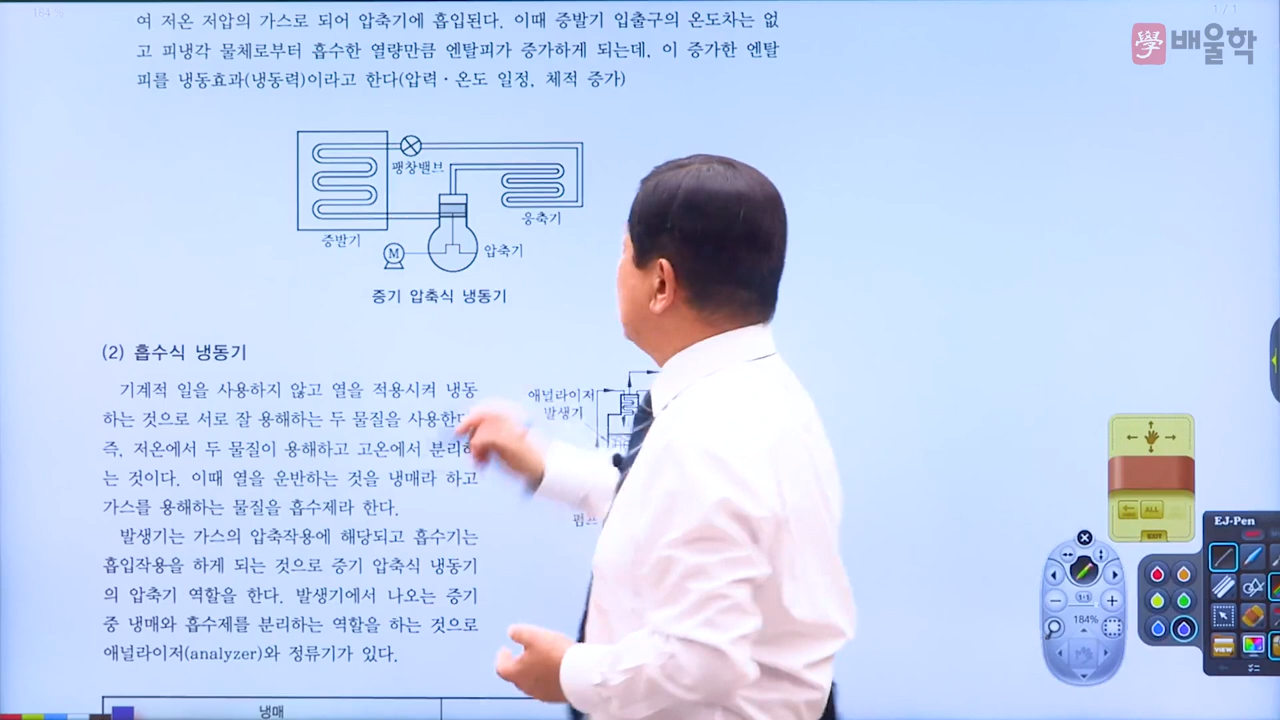 164 %
1 / 1
學 배울학
여 저온 저압의 가스로 되어 압축기에 흡입된다. 이때 증발기 입출구의 온도차는 없
고 피냉각 물체로부터 흡수한 열량만큼 엔탈피가 증가하게 되는데, 이 증가한 엔탈
피를 냉동효과(냉동력)이라고 한다(압력·온도 일정, 체적 증가)
팽창밸브
응축기
증발기
M
압축기
증기 압축식 냉동기
(2) 흡수식 냉동기
기계적 일을 사용하지 않고 열을 적용시켜 냉동
하는 것으로 서로 잘 용해하는 두 물질을 사용한
즉, 저온에서 두 물질이 용해하고 고온에서 분리
는 것이다. 이때 열을 운반하는 것을 냉매라 하고
가스를 용해하는 물질을 흡수제라 한다.
발생기는 가스의 압축작용에 해당되고 흡수기는
흡입작용을 하게 되는 것으로 증기 압축식 냉동기
의 압축기 역할을 한다. 발생기에서 나오는 증기
중 냉매와 흡수제를 분리하는 역할을 하는 것으로
애널라이저(analyzer)와 정류기가 있다.
애널라이저
발생기
펌프
냉매
ALL
EXIT
EJ-Pen
1:1
184%
VIEW